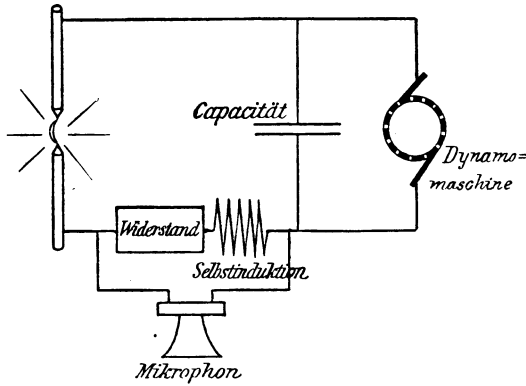 Capacität
Dynamo=
maschine
Widerstand
Selbstinduktion
Mikrophon